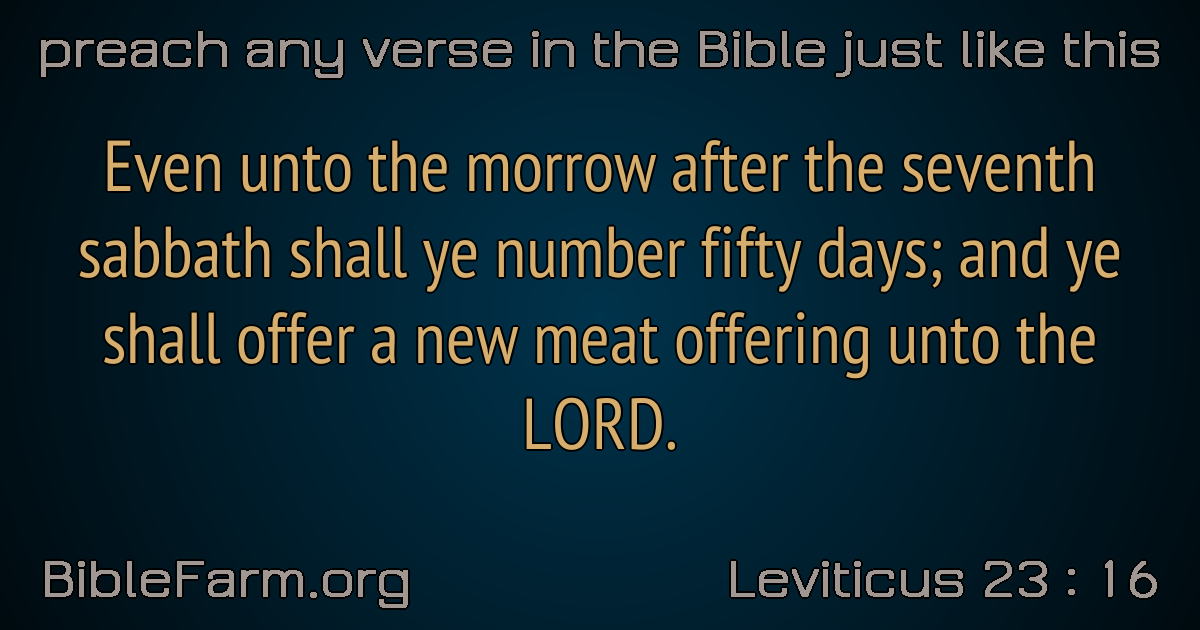 preach any verse in the Bible just like this
Even unto the morrow after the seventh
sabbath shall ye number fifty days; and ye
shall offer a new meat offering unto the
LORD.
BibleFarm.org
Leviticus 23 : 16